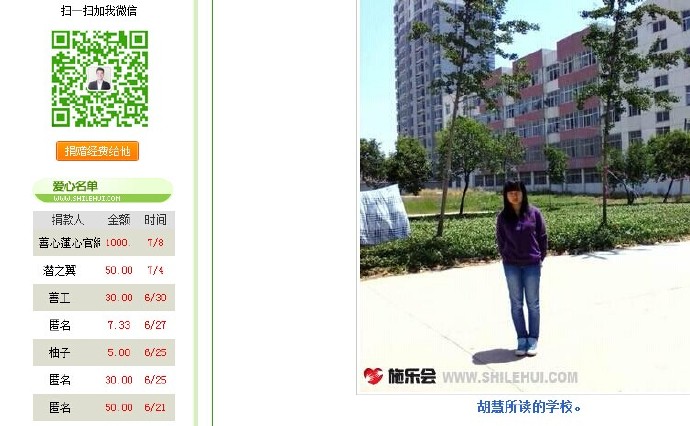 扫一扫加我微信
捐赠经费给他
爱心名单
WWW.SHILEHUI.COM
捐款人 金额 时间
善心莲心官方 1000. 7/8
替之翼 50.00 7/4
善工 30.00 6/30
匿名 7.33 6/27
柚子 5.00 6/25
匿名 30.00 6/25
匿名 50.00 6/21
施乐会 WWW.SHILEHUI.COM
胡慧所读的学校。